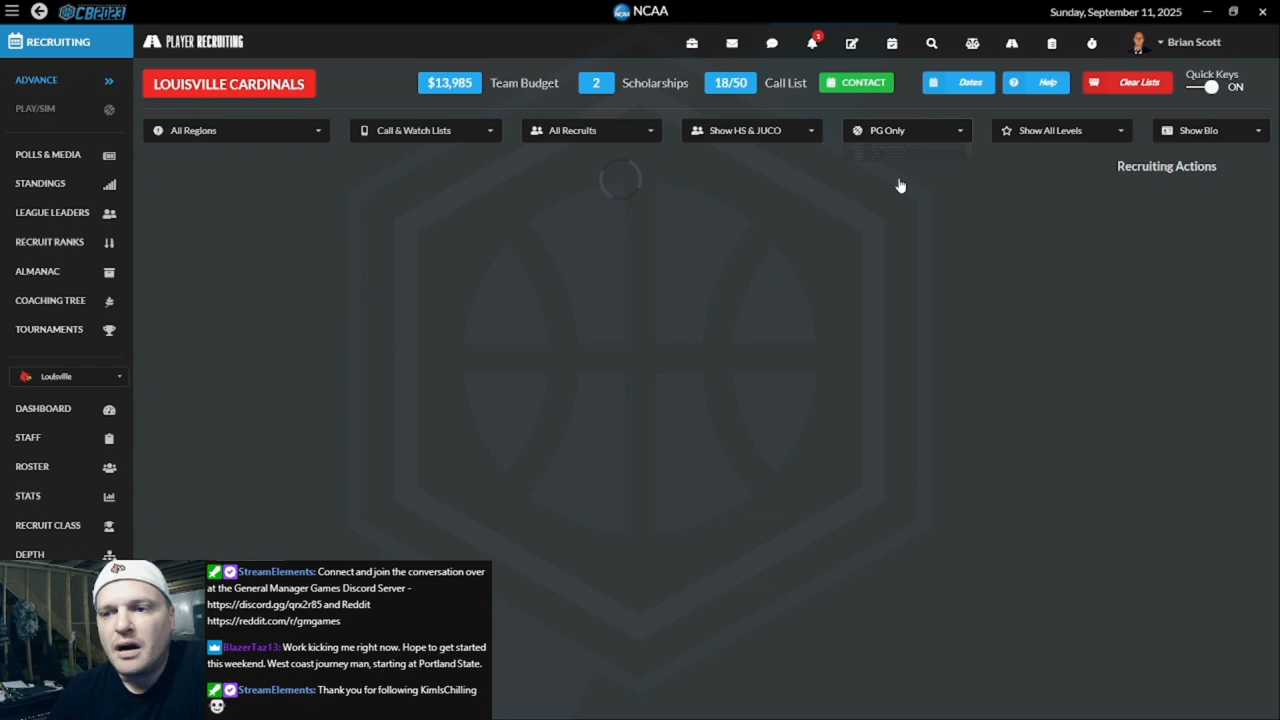 CB2023
NCAA
Sunday, September 11, 2025
RECRUITING
PLAYER RECRUITING
1
Brian Scott
ADVANCE
PLAY/SIM
LOUISVILLE CARDINALS
$13,985 Team Budget
2 Scholarships
18/50 Call List
CONTACT
Dates
Help
Clear Lists
Quick Keys
ON
All Regions
Call & Watch Lists
All Recruits
Show HS & JUCO
PG Only
Show All Levels
Show Bio
Recruiting Actions
POLLS & MEDIA
STANDINGS
LEAGUE LEADERS
RECRUIT RANKS
ALMANAC
COACHING TREE
TOURNAMENTS
Louisville
DASHBOARD
STAFF
ROSTER
STATS
RECRUIT CLASS
DEPTH
StreamElements: Connect and join the conversation over
at the General Manager Games Discord Server -
https://discord.gg/qrx2r85 and Reddit
https://reddit.com/r/gmgames
BlazerTaz13: Work kicking me right now. Hope to get started
this weekend. West coast journey man, starting at Portland State.
StreamElements: Thank you for following KimIsChilling